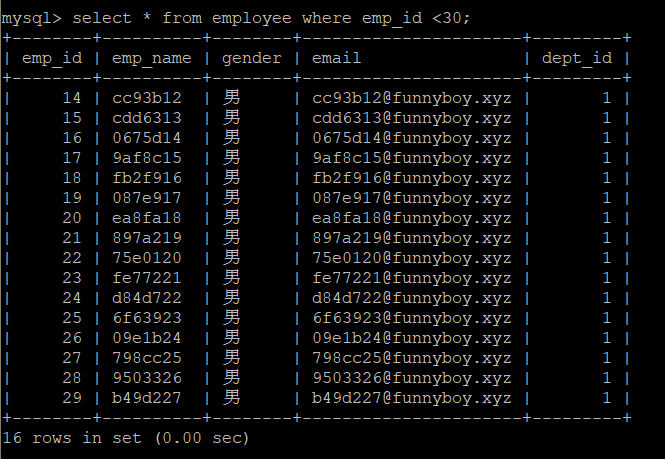 mysql> select * from employee where emp_id <30;
+--------+----------+--------+----------------------+---------+
| emp_id | emp_name | gender | email                | dept_id |
+--------+----------+--------+----------------------+---------+
|     14 | cc93b12  | 男     | cc93b12@funnyboy.xyz |       1 |
|     15 | cdd6313  | 男     | cdd6313@funnyboy.xyz |       1 |
|     16 | 0675d14  | 男     | 0675d14@funnyboy.xyz |       1 |
|     17 | 9af8c15  | 男     | 9af8c15@funnyboy.xyz |       1 |
|     18 | fb2f916  | 男     | fb2f916@funnyboy.xyz |       1 |
|     19 | 087e917  | 男     | 087e917@funnyboy.xyz |       1 |
|     20 | ea8fa18  | 男     | ea8fa18@funnyboy.xyz |       1 |
|     21 | 897a219  | 男     | 897a219@funnyboy.xyz |       1 |
|     22 | 75e0120  | 男     | 75e0120@funnyboy.xyz |       1 |
|     23 | fe77221  | 男     | fe77221@funnyboy.xyz |       1 |
|     24 | d84d722  | 男     | d84d722@funnyboy.xyz |       1 |
|     25 | 6f63923  | 男     | 6f63923@funnyboy.xyz |       1 |
|     26 | 09e1b24  | 男     | 09e1b24@funnyboy.xyz |       1 |
|     27 | 798cc25  | 男     | 798cc25@funnyboy.xyz |       1 |
|     28 | 9503326  | 男     | 9503326@funnyboy.xyz |       1 |
|     29 | b49d227  | 男     | b49d227@funnyboy.xyz |       1 |
+--------+----------+--------+----------------------+---------+
16 rows in set (0.00 sec)